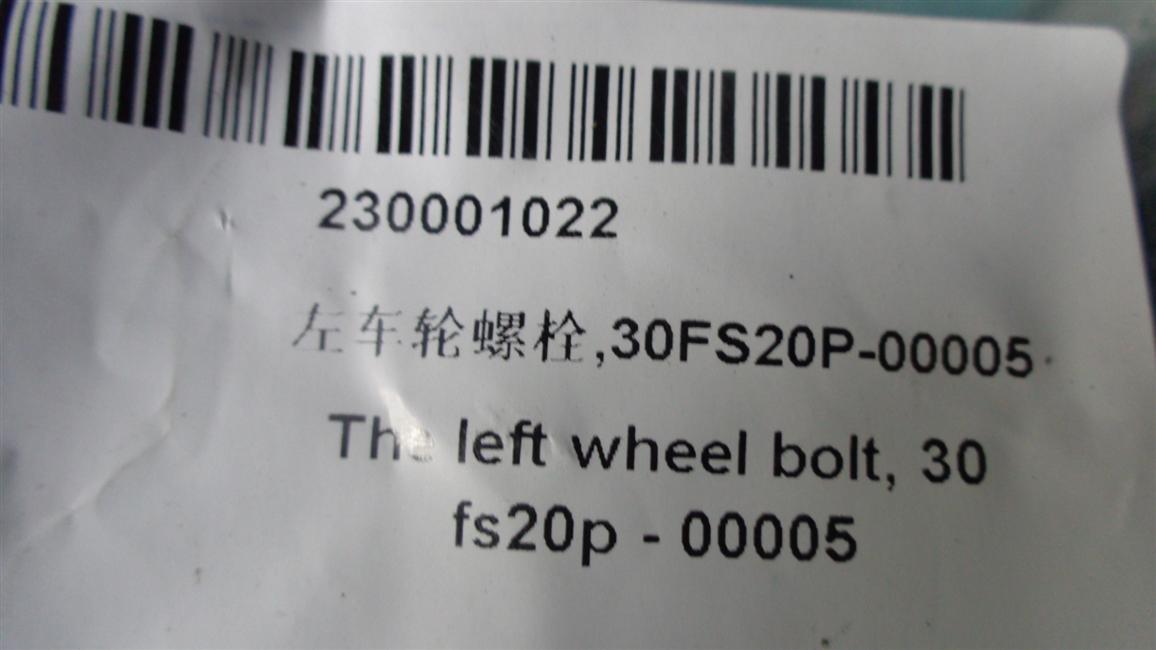 230001022
左车轮螺栓,30FS20P-00005
The left wheel bolt, 30
fs20p - 00005